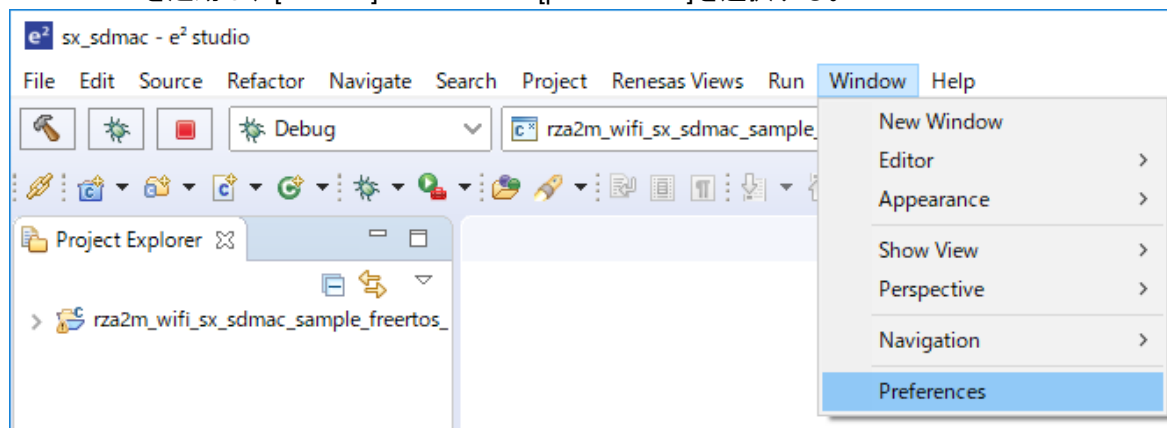 e² sx_sdmac - e² studio
File Edit Source Refactor Navigate Search Project Renesas Views Run Window Help
Debug
rza2m_wifi_sx_sdmac_sample_
Project Explorer
rza2m_wifi_sx_sdmac_sample_freertos_
New Window
Editor
Appearance
Show View
Perspective
Navigation
Preferences